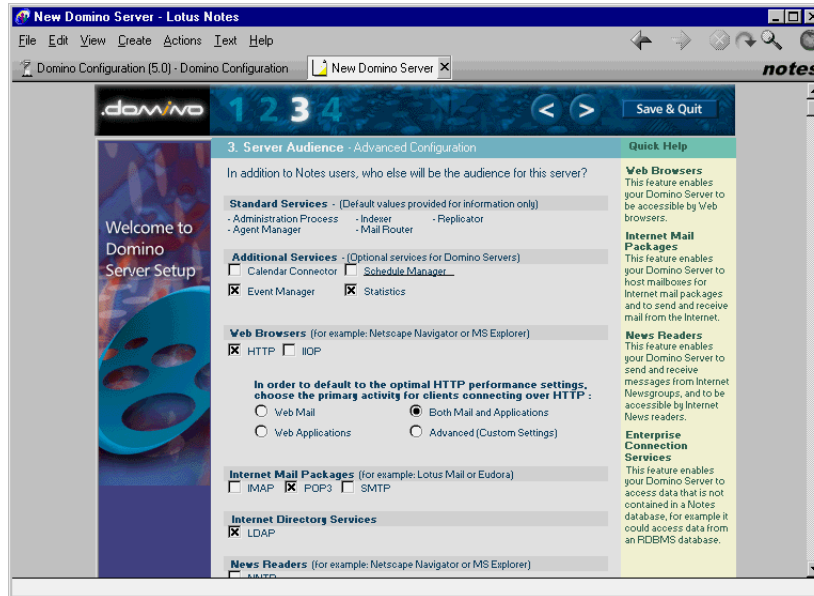 New Domino Server - Lotus Notes
File Edit View Create Actions Text Help
Domino Configuration (5.0) - Domino Configuration
New Domino Server
notes
.domino
1 2 3 4
Save & Quit
Welcome to
Domino
Server Setup
3. Server Audience - Advanced Configuration
In addition to Notes users, who else will be the audience for this server?
Standard Services - (Default values provided for information only)
- Administration Process - Indexer - Replicator
- Agent Manager - Mail Router
Additional Services - (Optional services for Domino Servers)
Calendar Connector Schedule Manager
Event Manager Statistics
Web Browsers (for example: Netscape Navigator or MS Explorer)
HTTP IIOP
In order to default to the optimal HTTP performance settings,
choose the primary activity for clients connecting over HTTP :
Web Mail Both Mail and Applications
Web Applications Advanced (Custom Settings)
Internet Mail Packages (for example: Lotus Mail or Eudora)
IMAP POP3 SMTP
Internet Directory Services
LDAP
News Readers (for example: Netscape Navigator or MS Explorer)
NNTP
Quick Help
Web Browsers
This feature enables
your Domino Server to
be accessible by Web
browsers.
Internet Mail
Packages
This feature enables
your Domino Server to
host mailboxes for
Internet mail packages
and to send and receive
mail from the Internet.
News Readers
This feature enables
your Domino Server to
send and receive
messages from Internet
Newsgroups, and to be
accessible by Internet
News readers.
Enterprise
Connection
Services
This feature enables
your Domino Server to
access data that is not
contained in a Notes
database, for example it
could access data from
an RDBMS database.